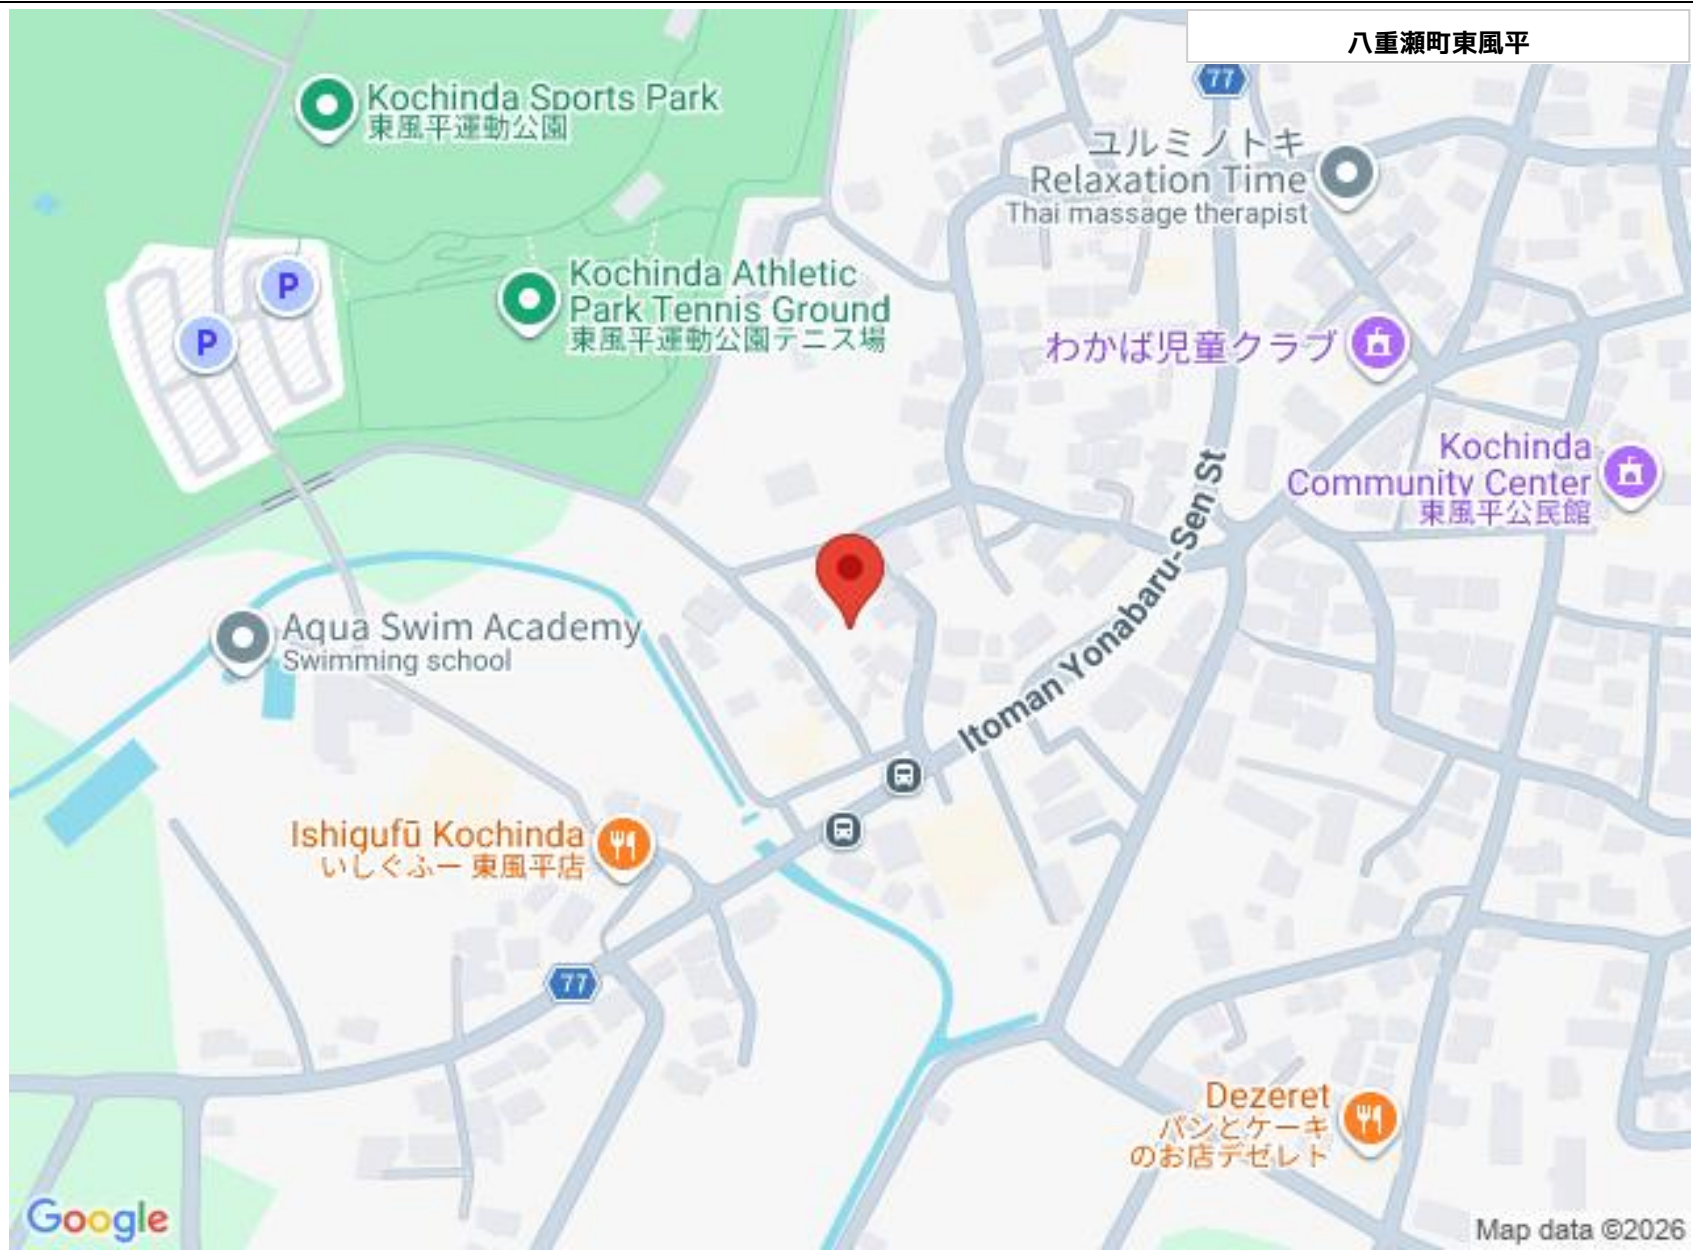 八重瀬町東風平
77
Kochinda Sports Park
東風平運動公園
ユルミノトキ
Relaxation Time
Thai massage therapist
P
P
Kochinda Athletic
Park Tennis Ground
東風平運動公園テニス場
わかば児童クラブ
Kochinda
Community Center
東風平公民館
Itoman Yonabaru-Sen St
Aqua Swim Academy
Swimming school
Ishigufū Kochinda
いしぐふー 東風平店
77
Dezeret
パンとケーキ
のお店デゼレト
Google
Map data ©2026